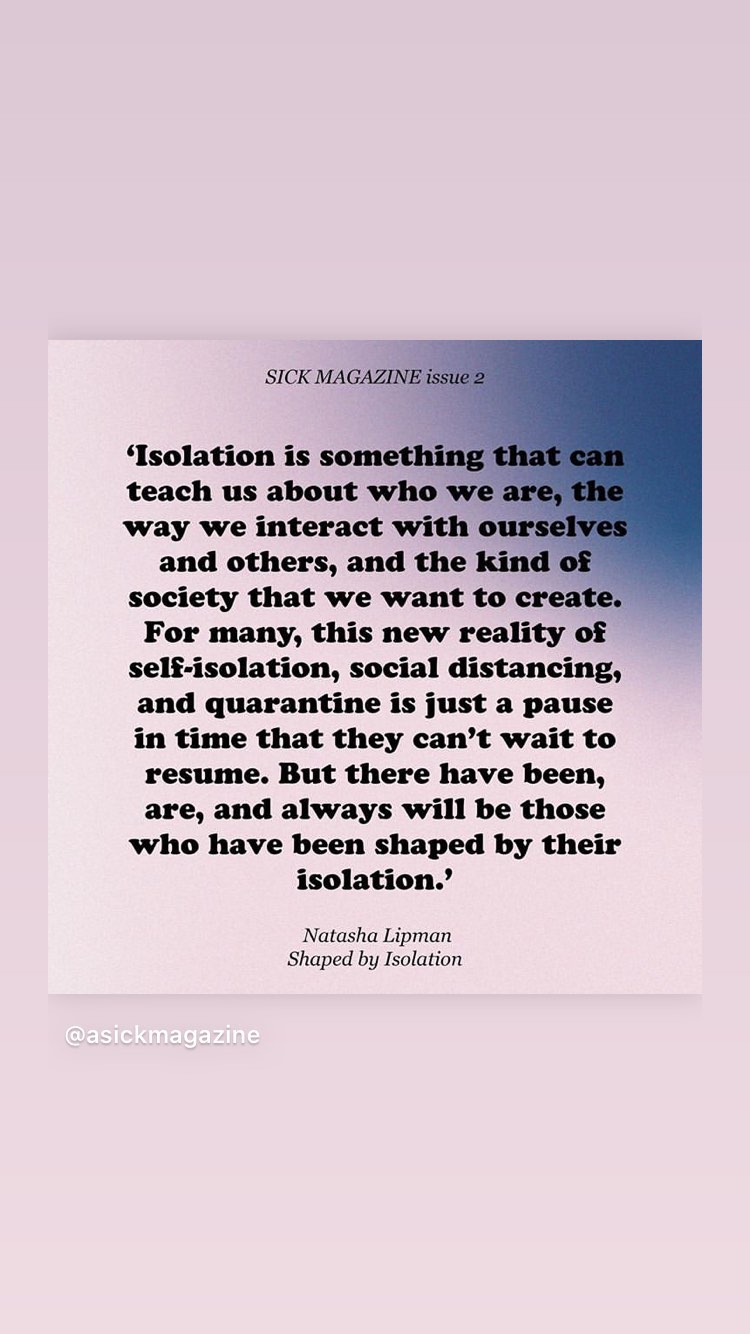 SICK MAGAZINE issue 2
‘Isolation is something that can
teach us about who we are, the
way we interact with ourselves
and others, and the kind of
society that we want to create.
For many, this new reality of
self-isolation, social distancing,
and quarantine is just a pause
in time that they can’t wait to
resume. But there have been,
are, and always will be those
who have been shaped by their
isolation.’
Natasha Lipman
Shaped by Isolation
@asickmagazine